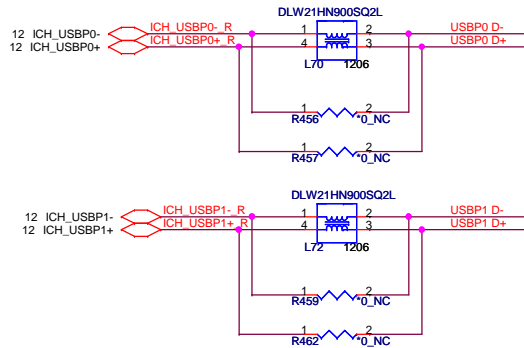 DLW21HN900SQ2L
12 ICH_USBP0- ICH_USBP0-_R 1 2 USBP0 D-
12 ICH_USBP0+ ICH_USBP0+_R 4 3 USBP0 D+
L70 1206
1 2
R456 *0_NC
1 2
R457 *0_NC
DLW21HN900SQ2L
12 ICH_USBP1- ICH_USBP1-_R 1 2 USBP1 D-
12 ICH_USBP1+ ICH_USBP1+_R 4 3 USBP1 D+
L72 1206
1 2
R459 *0_NC
1 2
R462 *0_NC